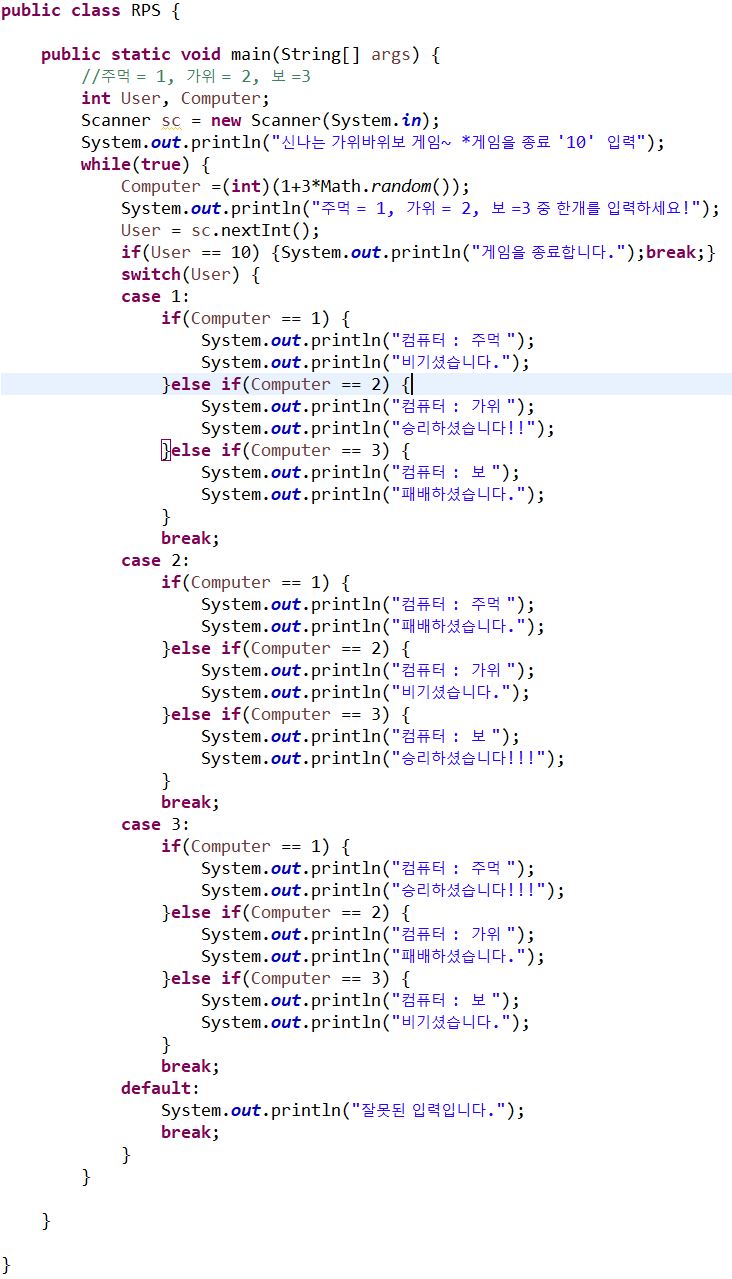 public class RPS {
public static void main(String[] args) {
//주먹 = 1, 가위 = 2, 보 =3
int User, Computer;
Scanner sc = new Scanner(System.in);
System.out.println("신나는 가위바위보 게임~ *게임을 종료 '10' 입력");
while(true) {
Computer =(int)(1+3*Math.random());
System.out.println("주먹 = 1, 가위 = 2, 보 =3 중 한개를 입력하세요!");
User = sc.nextInt();
if(User == 10) {System.out.println("게임을 종료합니다.");break;}
switch(User) {
case 1:
if(Computer == 1) {
System.out.println("컴퓨터 : 주먹 ");
System.out.println("비기셨습니다.");
}else if(Computer == 2) {
System.out.println("컴퓨터 : 가위 ");
System.out.println("승리하셨습니다!!");
}else if(Computer == 3) {
System.out.println("컴퓨터 : 보 ");
System.out.println("패배하셨습니다.");
}
break;
case 2:
if(Computer == 1) {
System.out.println("컴퓨터 : 주먹 ");
System.out.println("패배하셨습니다.");
}else if(Computer == 2) {
System.out.println("컴퓨터 : 가위 ");
System.out.println("비기셨습니다.");
}else if(Computer == 3) {
System.out.println("컴퓨터 : 보 ");
System.out.println("승리하셨습니다!!!");
}
break;
case 3:
if(Computer == 1) {
System.out.println("컴퓨터 : 주먹 ");
System.out.println("승리하셨습니다!!!");
}else if(Computer == 2) {
System.out.println("컴퓨터 : 가위 ");
System.out.println("패배하셨습니다.");
}else if(Computer == 3) {
System.out.println("컴퓨터 : 보 ");
System.out.println("비기셨습니다.");
}
break;
default:
System.out.println("잘못된 입력입니다.");
break;
}
}
}
}